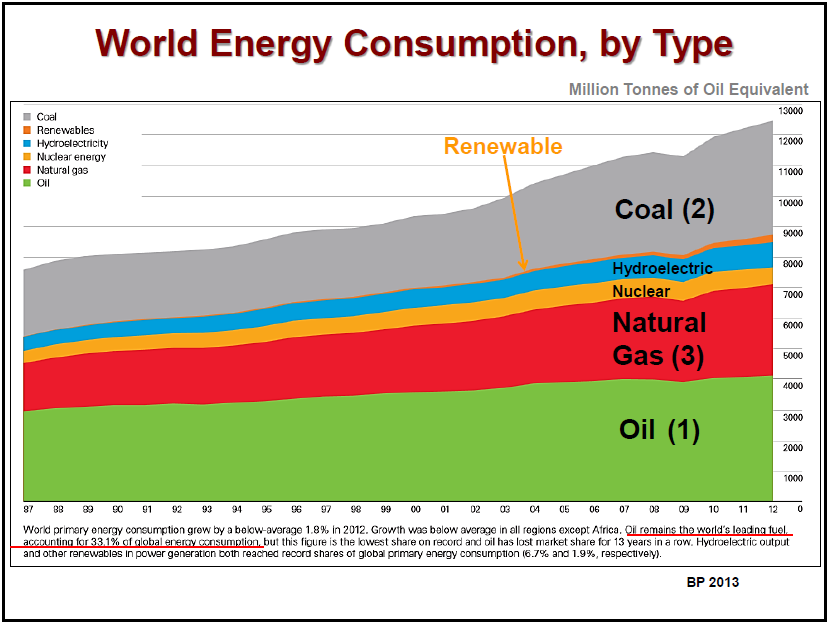 World Energy Consumption, by Type
Million Tonnes of Oil Equivalent
Coal
Renewables
Hydroelectricity
Nuclear energy
Natural gas
Oil
13000
12000
11000
10000
9000
8000
7000
6000
5000
4000
3000
2000
1000
0
Renewable
Coal (2)
Hydroelectric
Nuclear
Natural
Gas (3)
Oil (1)
87 88 89 90 91 92 93 94 95 96 97 98 99 00 01 02 03 04 05 06 07 08 09 10 11 12
World primary energy consumption grew by a below-average 1.8% in 2012. Growth was below average in all regions except Africa. Oil remains the world's leading fuel,
accounting for 33.1% of global energy consumption, but this figure is the lowest share on record and oil has lost market share for 13 years in a row. Hydroelectric output
and other renewables in power generation both reached record shares of global primary energy consumption (6.7% and 1.9%, respectively).
BP 2013